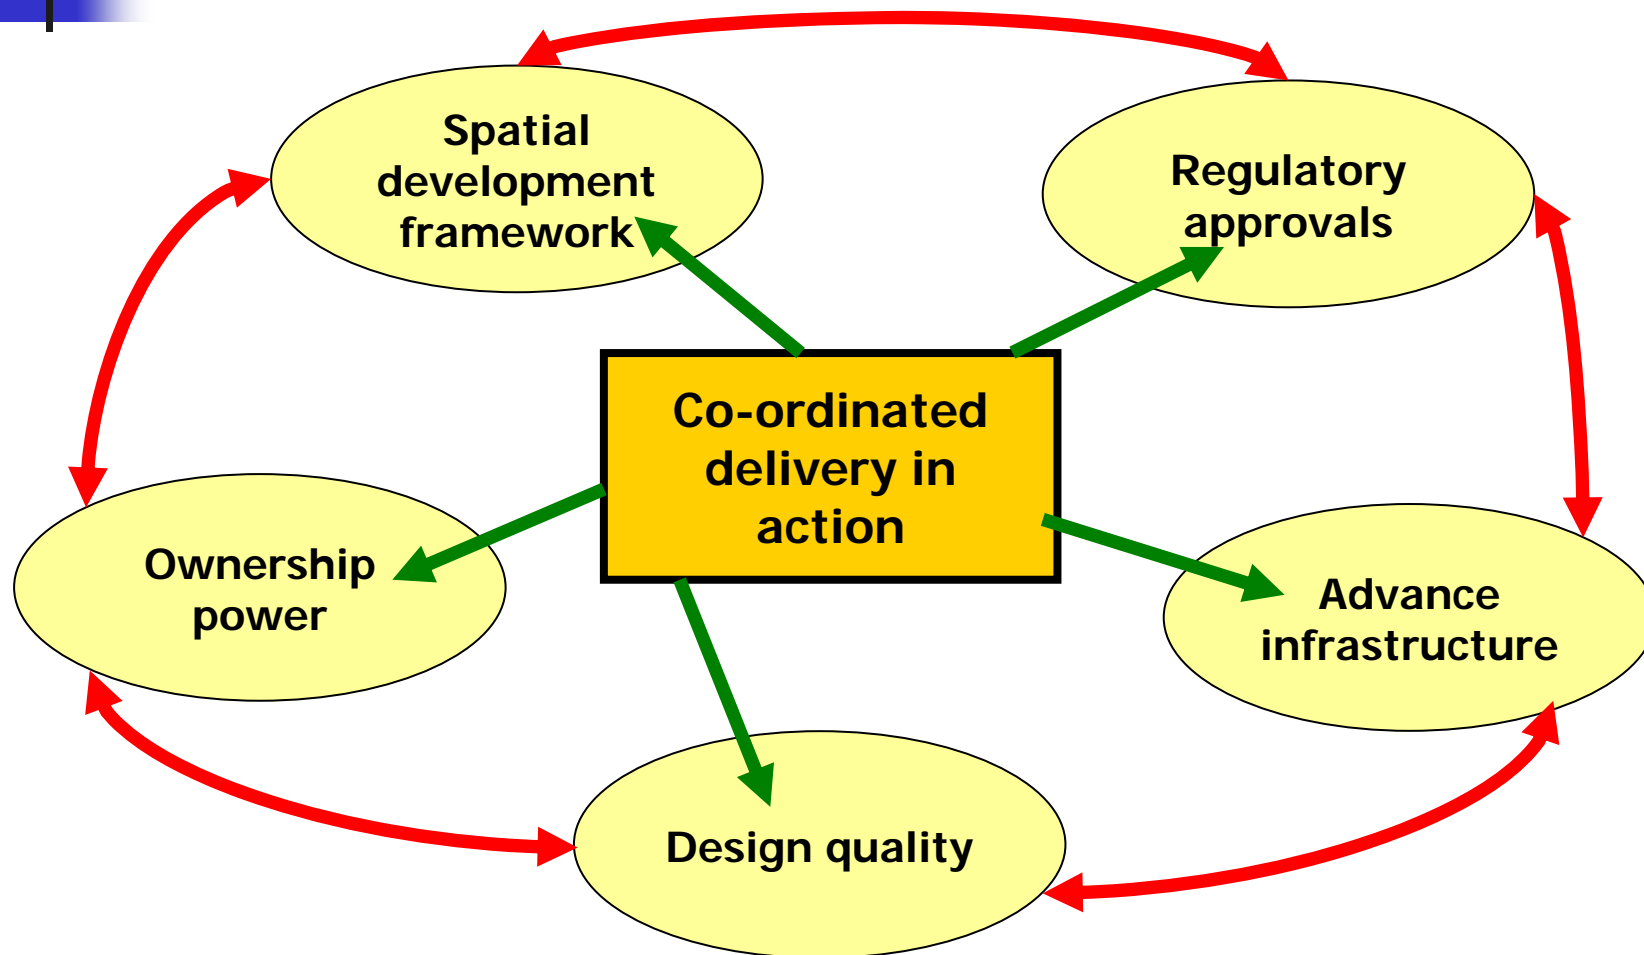 Spatial
development
framework
Regulatory
approvals
Co-ordinated
delivery in
action
Ownership
power
Advance
infrastructure
Design quality